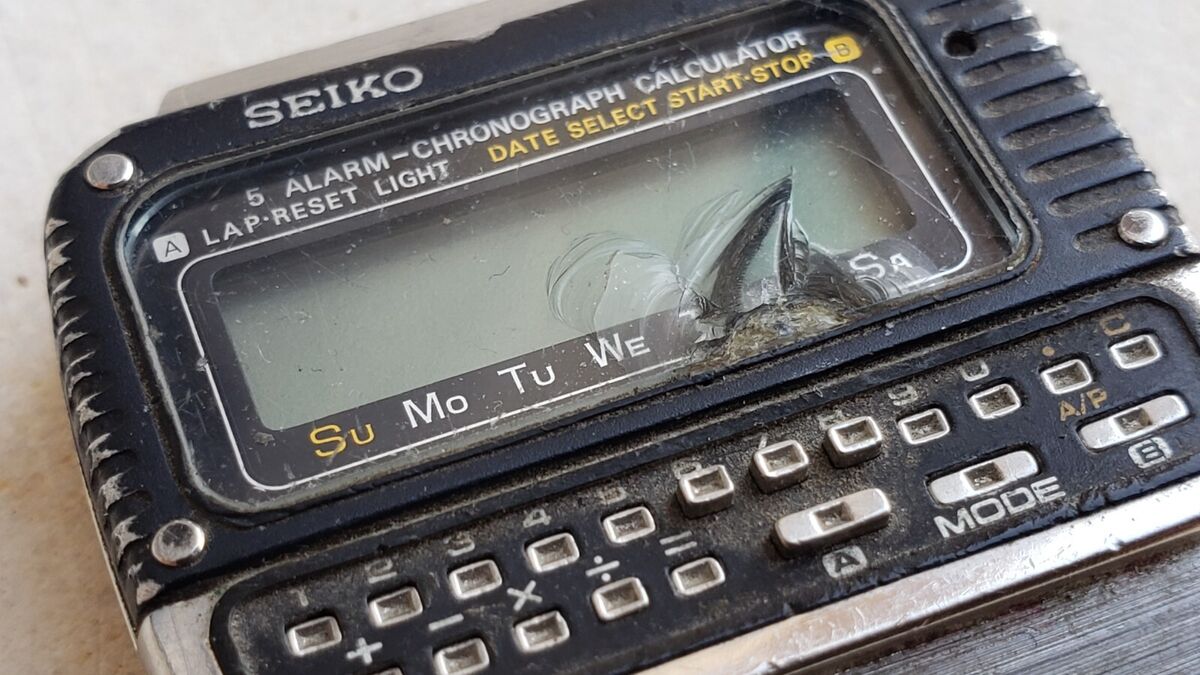 SEIKO
5 ALARM-CHRONOGRAPH CALCULATOR
A LAP·RESET LIGHT DATE SELECT START·STOP B
SU MO TU WE SA
1 2 3 4
9
C
+ − × ÷ =
A MODE A/P B